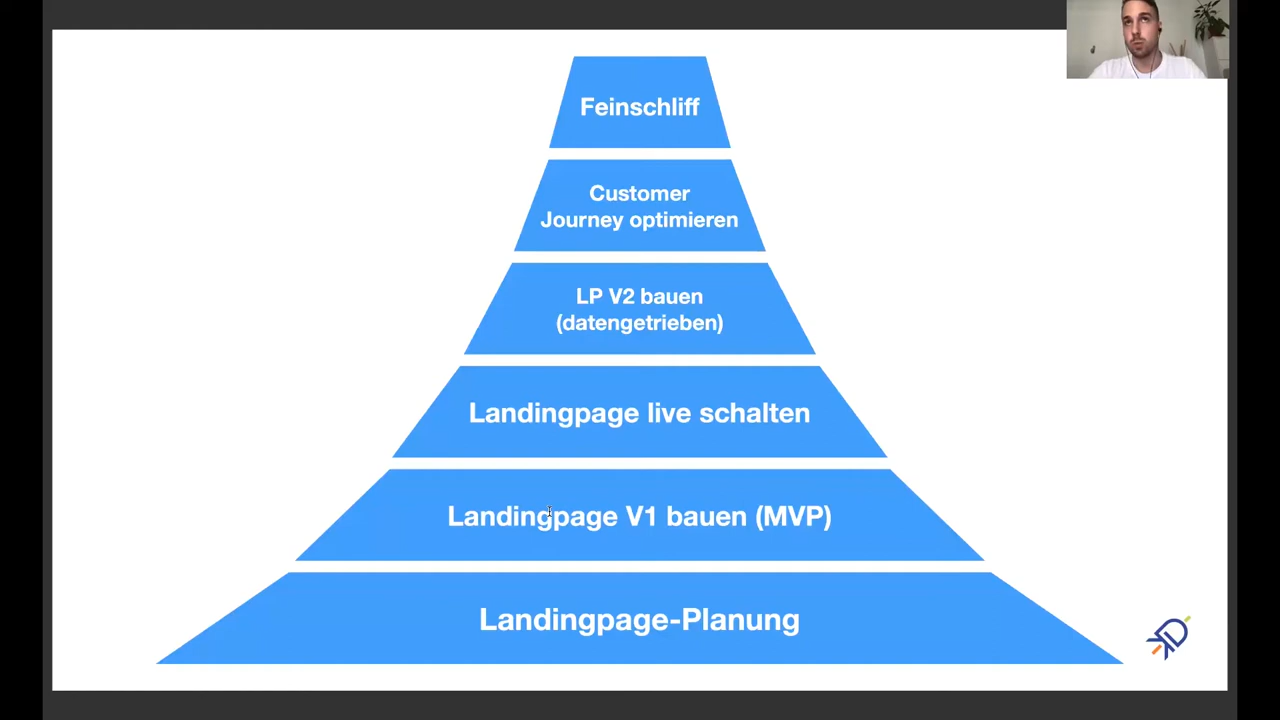 Feinschliff
Customer
Journey optimieren
LP V2 bauen
(datengetrieben)
Landingpage live schalten
Landingpage V1 bauen (MVP)
Landingpage-Planung